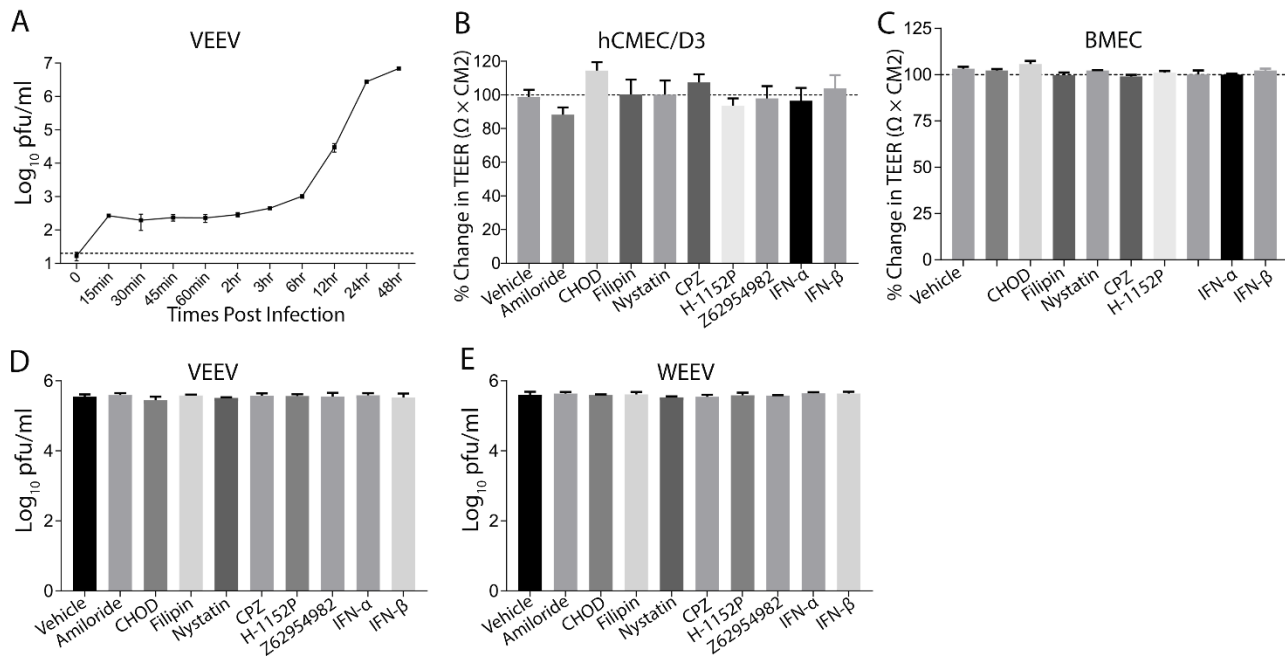 A
VEEV
Log10 pfu/ml
7
6
5
4
3
2
1
0
15min
30min
45min
60min
2hr
3hr
6hr
12hr
24hr
48hr
Times Post Infection
B
hCMEC/D3
% Change in TEER (Ω × CM2)
120
100
80
60
40
20
0
Vehicle
Amiloride
CHOD
Filipin
Nystatin
CPZ
H-1152P
Z62954982
IFN-α
IFN-β
C
BMEC
% Change in TEER (Ω × CM2)
125
100
75
50
25
0
Vehicle
CHOD
Filipin
Nystatin
CPZ
H-1152P
IFN-α
IFN-β
D
VEEV
Log10 pfu/ml
6
4
2
0
Vehicle
Amiloride
CHOD
Filipin
Nystatin
CPZ
H-1152P
Z62954982
IFN-α
IFN-β
E
WEEV
Log10 pfu/ml
6
4
2
0
Vehicle
Amiloride
CHOD
Filipin
Nystatin
CPZ
H-1152P
Z62954982
IFN-α
IFN-β